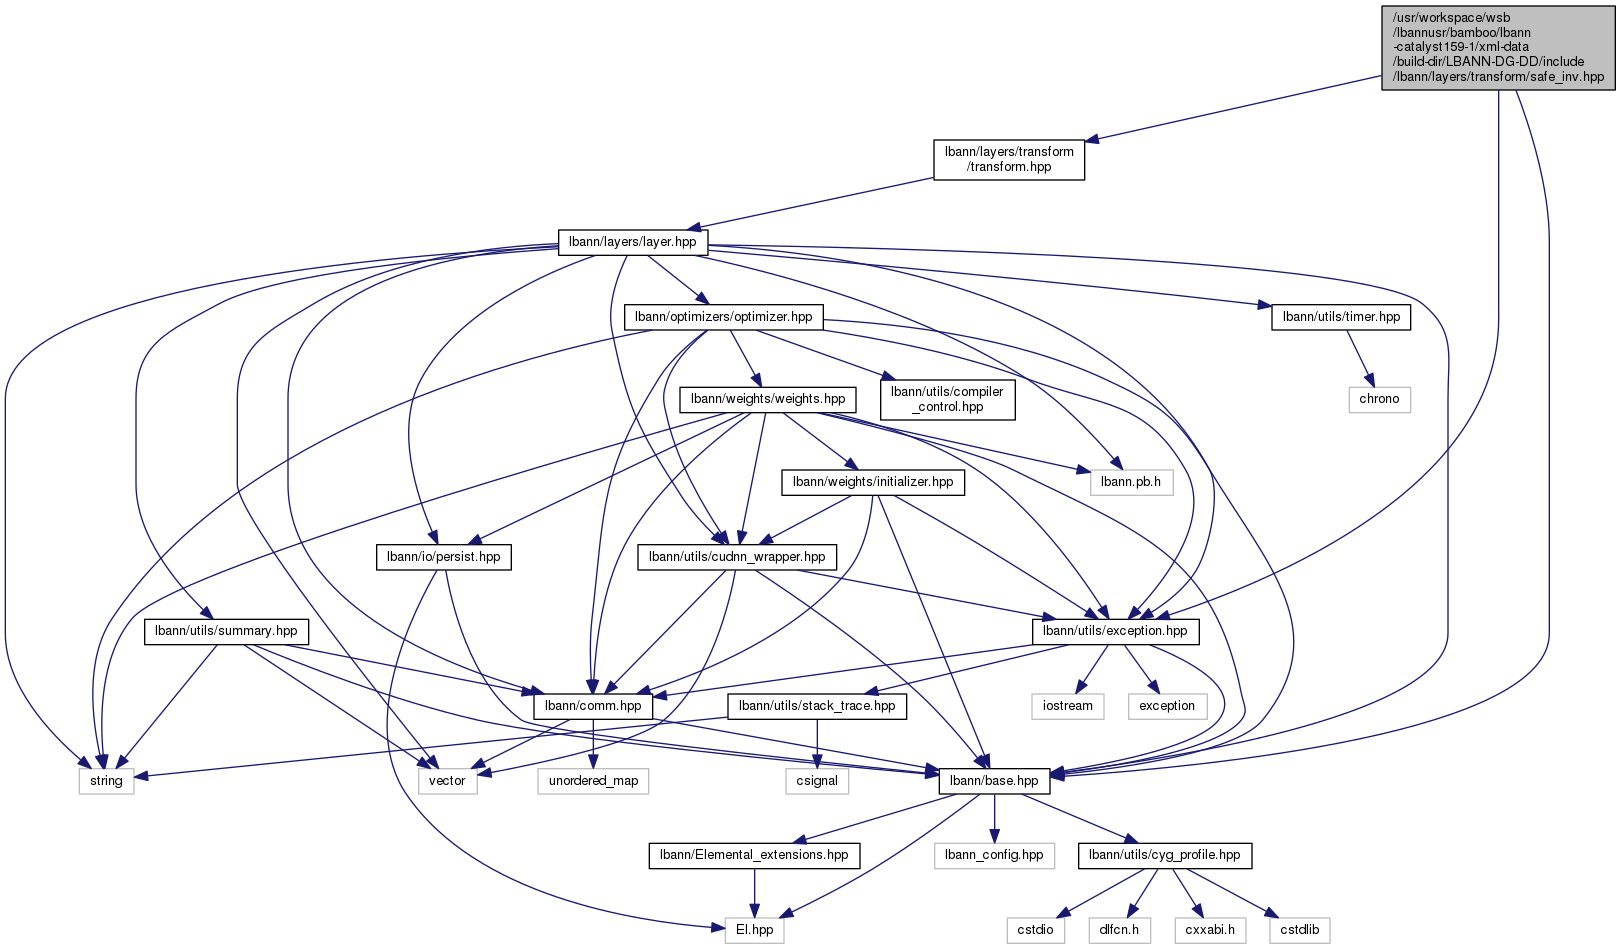 /usr/workspace/wsb
/lbannusr/bamboo/lbann
-catalyst159-1/xml-data
/build-dir/LBANN-DG-DD/include
/lbann/layers/transform/safe_inv.hpp
lbann/layers/transform
/transform.hpp
lbann/layers/layer.hpp
lbann/optimizers/optimizer.hpp
lbann/utils/timer.hpp
lbann/weights/weights.hpp
lbann/utils/compiler
_control.hpp
chrono
lbann/weights/initializer.hpp
lbann.pb.h
lbann/io/persist.hpp
lbann/utils/cudnn_wrapper.hpp
lbann/utils/summary.hpp
lbann/utils/exception.hpp
lbann/comm.hpp
lbann/utils/stack_trace.hpp
iostream
exception
string
vector
unordered_map
csignal
lbann/base.hpp
lbann/Elemental_extensions.hpp
lbann_config.hpp
lbann/utils/cyg_profile.hpp
El.hpp
cstdio
dlfcn.h
cxxabi.h
cstdlib